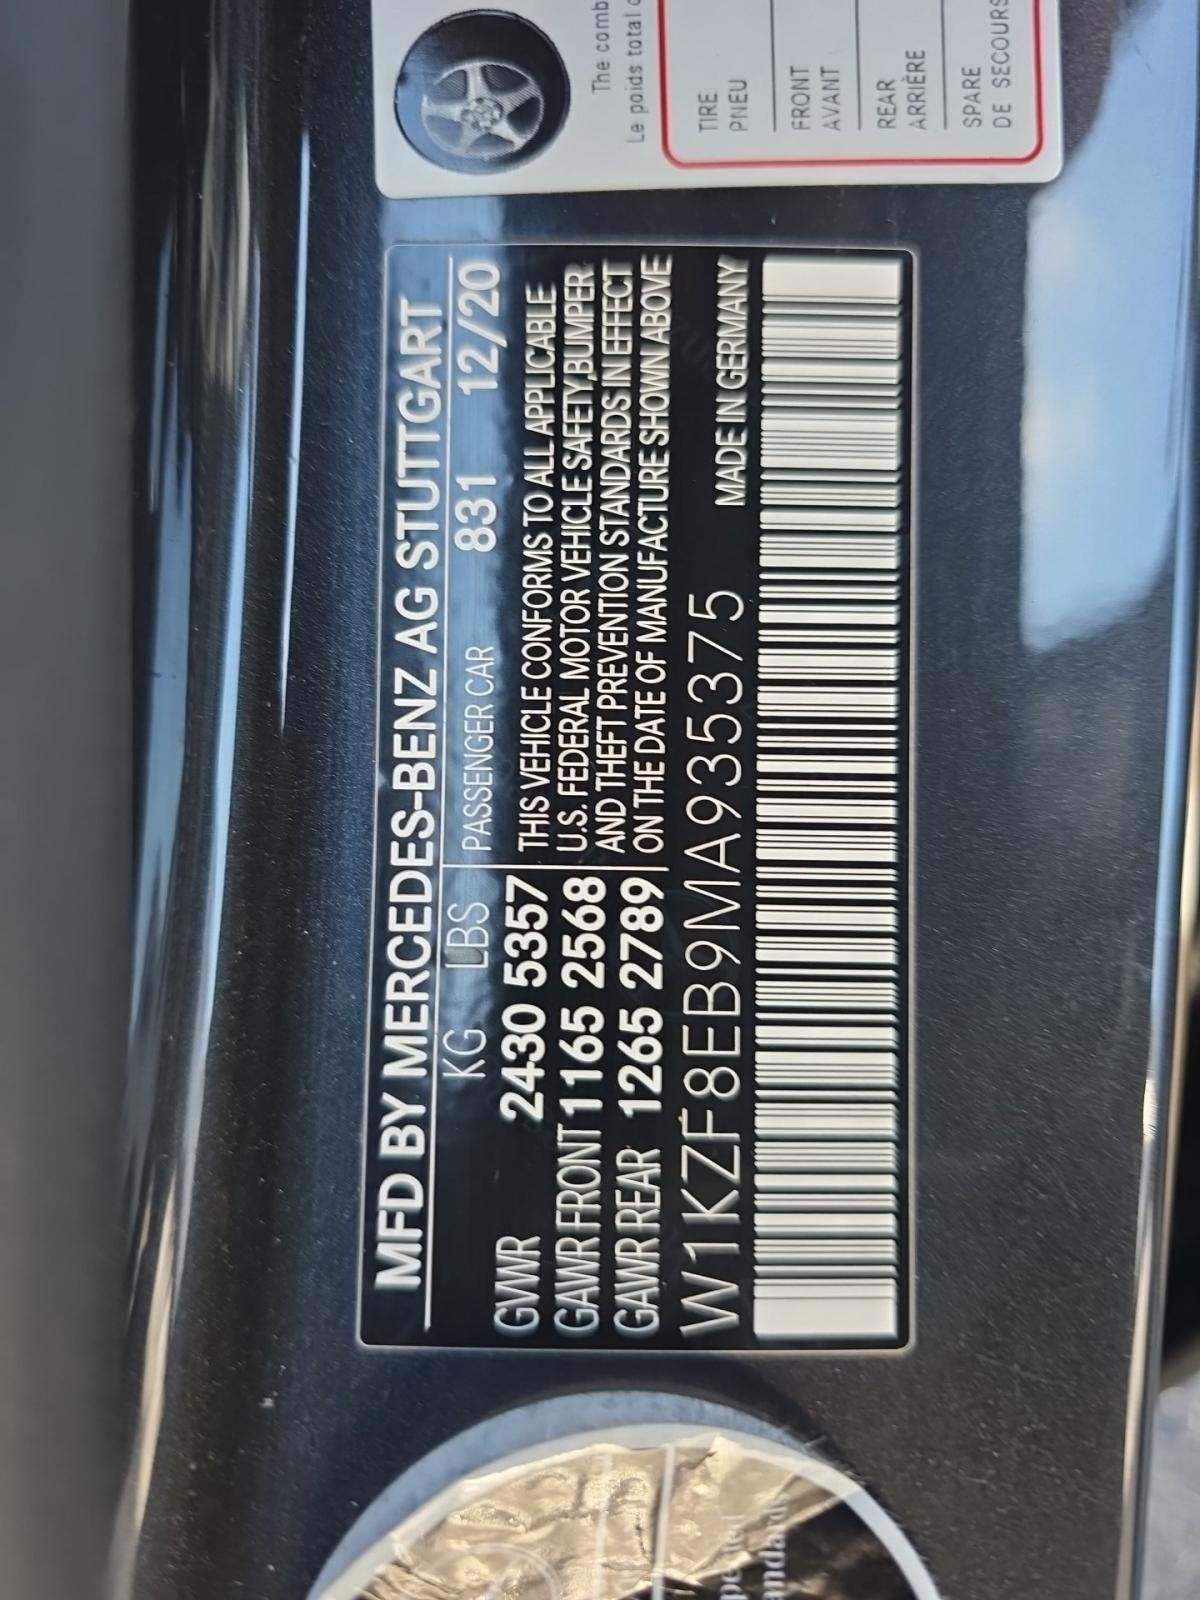 The comb
Le poids total c
TIRE
PNEU
FRONT
AVANT
REAR
ARRIÈRE
SPARE
DE SECOURS
MFD BY MERCEDES-BENZ AG STUTTGART
KG LBS PASSENGER CAR 831 12/20
GVWR 2430 5357 THIS VEHICLE CONFORMS TO ALL APPLICABLE
GAWR FRONT 1165 2568 U.S. FEDERAL MOTOR VEHICLE SAFETY,BUMPER
GAWR REAR 1265 2789 AND THEFT PREVENTION STANDARDS IN EFFECT
ON THE DATE OF MANUFACTURE SHOWN ABOVE
W1KZF8EB9MA935375 MADE IN GERMANY